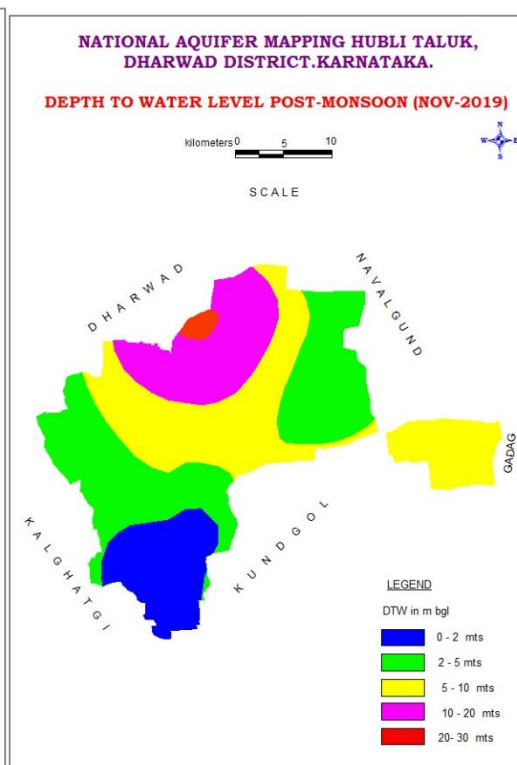 NATIONAL AQUIFER MAPPING HUBLI TALUK,
DHARWAD DISTRICT.KARNATAKA.
DEPTH TO WATER LEVEL POST-MONSOON (NOV-2019)
kilometers 0 5 10
SCALE
N
W E
S
DHARWAD
NAVALGUND
GADAG
KUNDGOL
KALGHATGI
LEGEND
DTW in m bgl
0 - 2 mts
2 - 5 mts
5 - 10 mts
10 - 20 mts
20- 30 mts